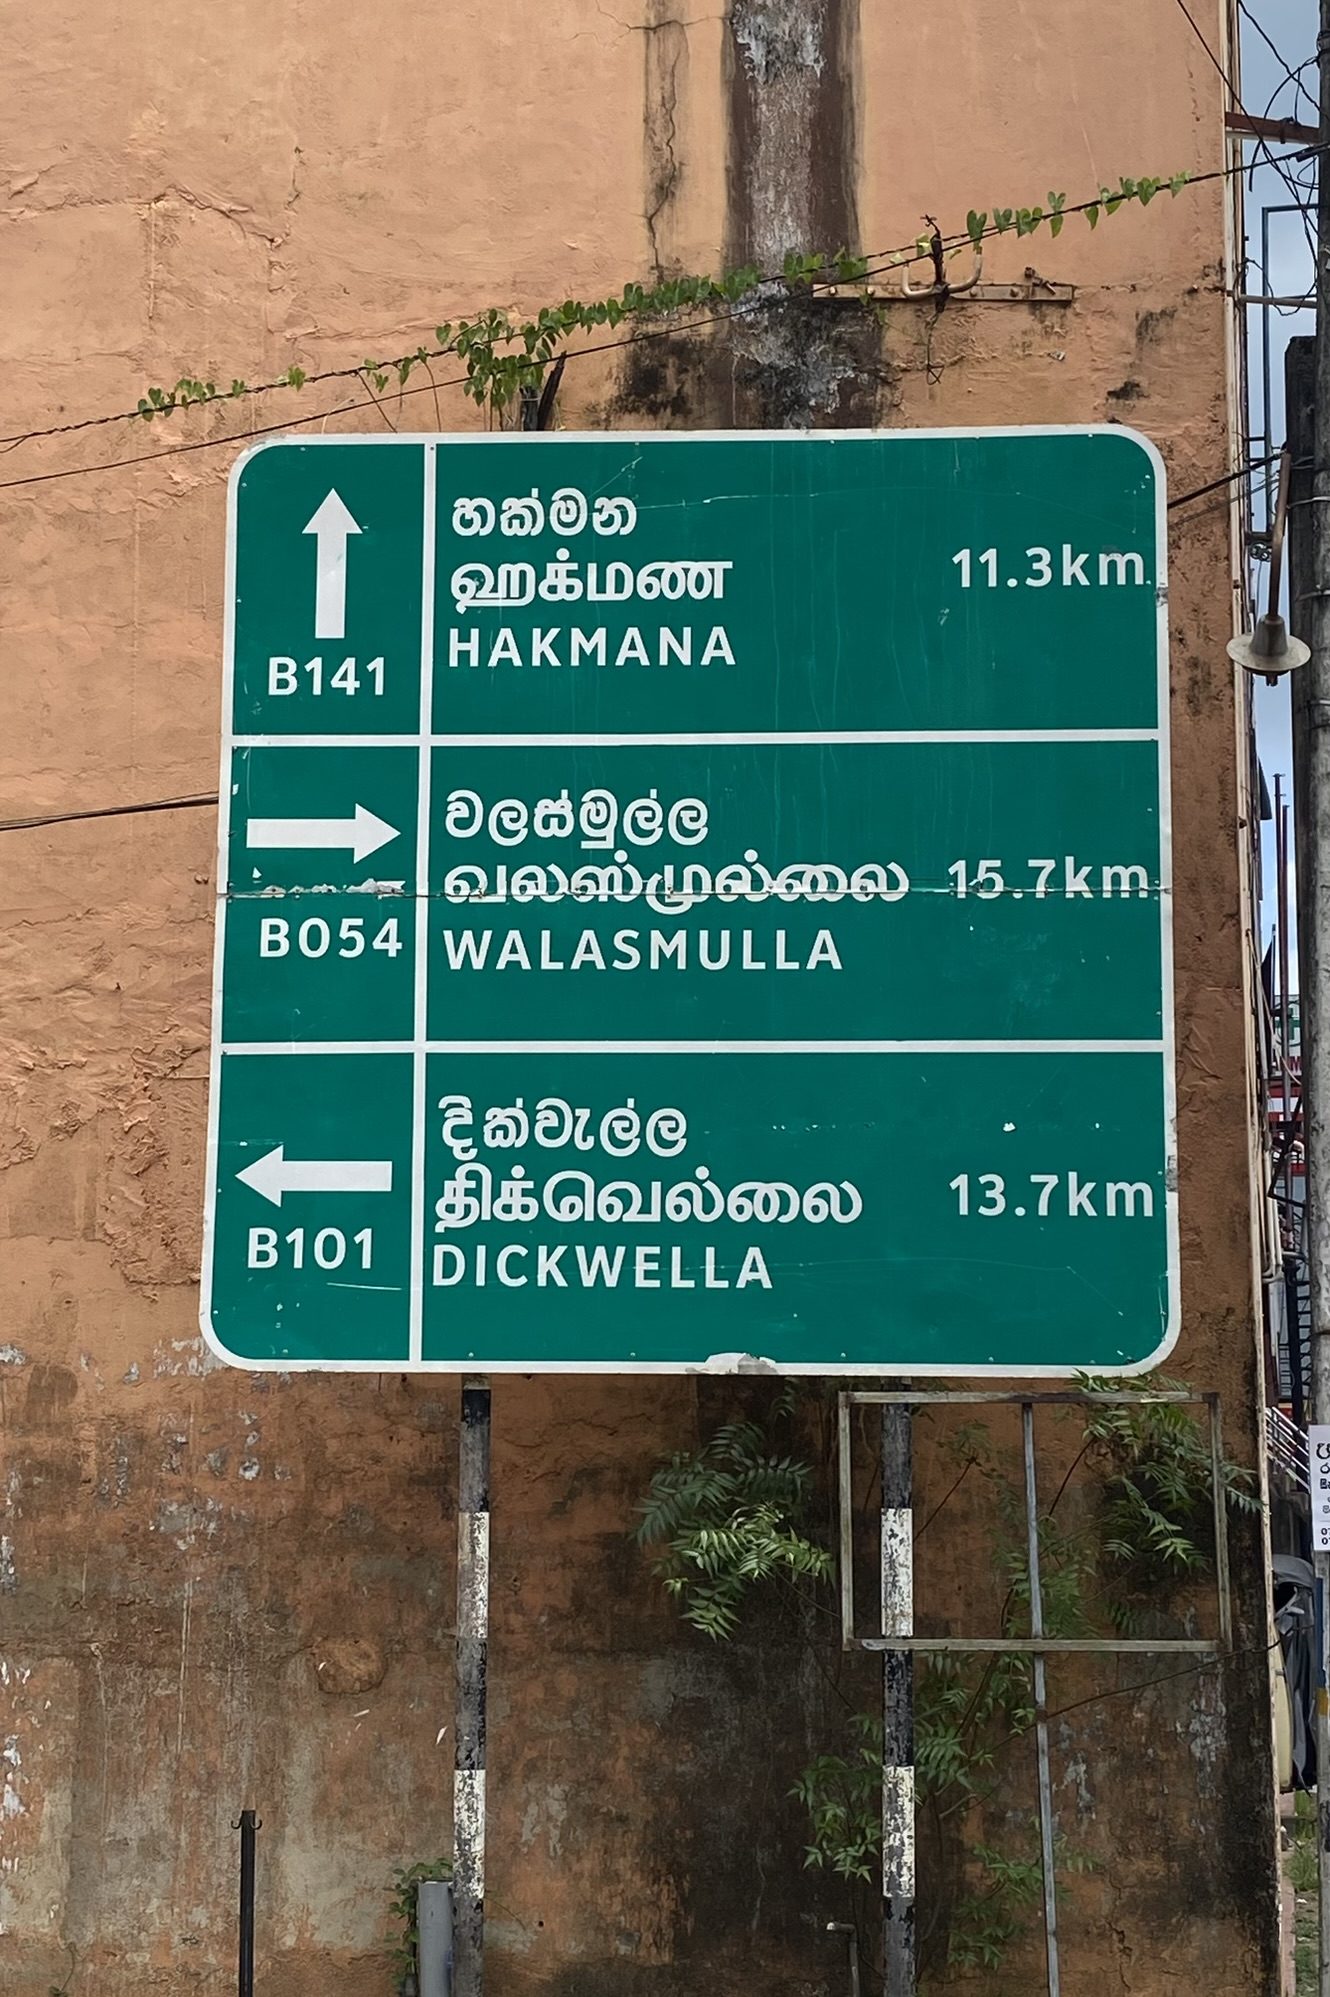 B141
හක්මන
ஹக்மண
HAKMANA
11.3km
B054
වලස්මුල්ල
வலஸ்முல்லை
WALASMULLA
15.7km
B101
දික්වැල්ල
திக்வெல்லை
DICKWELLA
13.7km